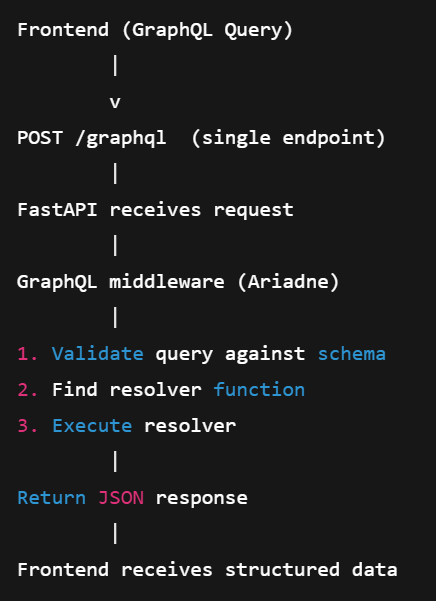 Frontend (GraphQL Query)
|
v
POST /graphql  (single endpoint)
|
FastAPI receives request
|
GraphQL middleware (Ariadne)
|
1. Validate query against schema
2. Find resolver function
3. Execute resolver
|
Return JSON response
|
Frontend receives structured data